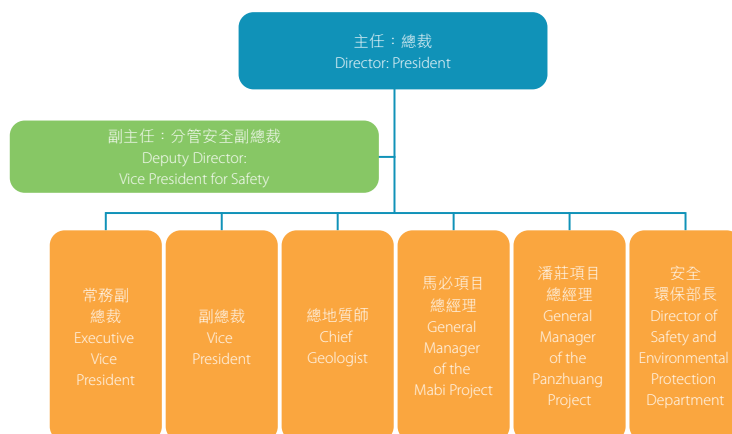 主任：總裁
Director: President
副主任：分管安全副總裁
Deputy Director:
Vice President for Safety
常務副
總裁
Executive
Vice
President
副總裁
Vice
President
總地質師
Chief
Geologist
馬必項目
總經理
General
Manager
of the
Mabi Project
潘莊項目
總經理
General
Manager
of the
Panzhuang
Project
安全
環保部長
Director of
Safety and
Environmental
Protection
Department